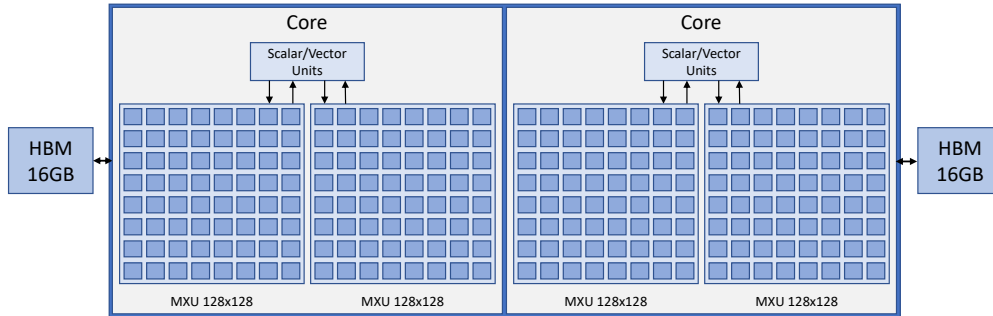 Core
Core
Scalar/Vector
Units
Scalar/Vector
Units
HBM
16GB
HBM
16GB
MXU 128x128
MXU 128x128
MXU 128x128
MXU 128x128